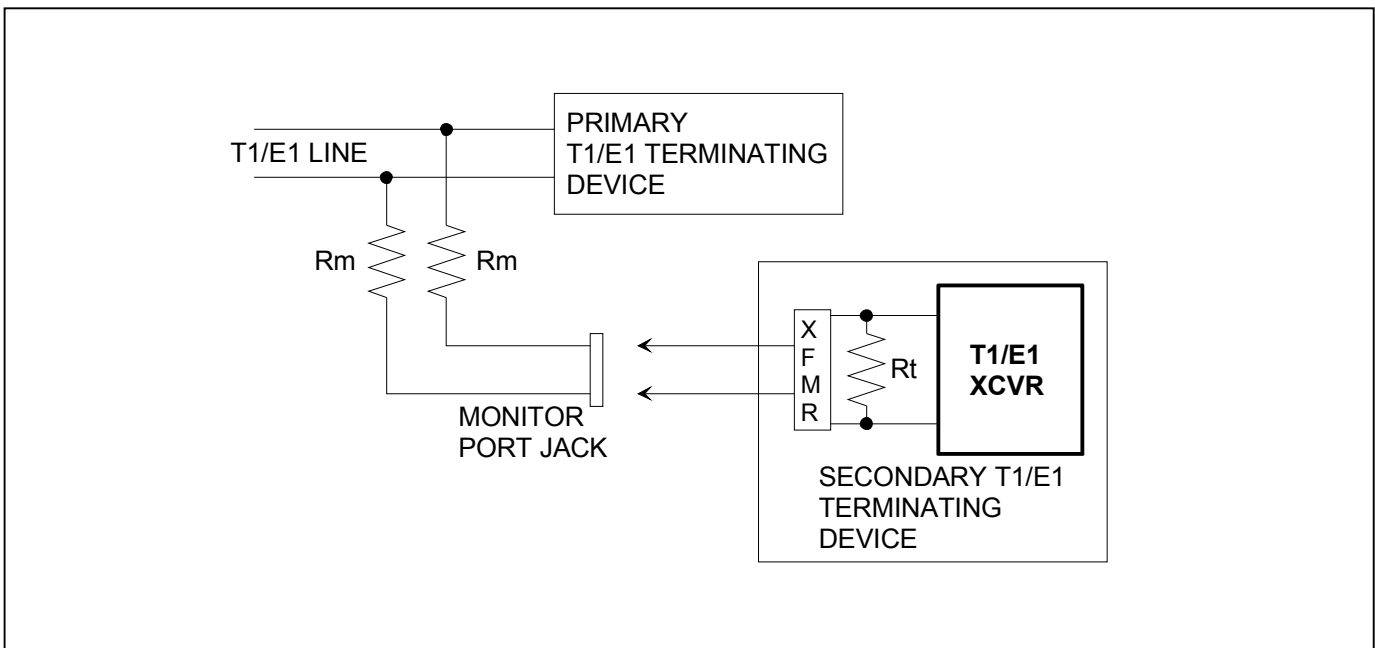 PRIMARY
T1/E1 TERMINATING
DEVICE
T1/E1 LINE
Rm
Rm
MONITOR
PORT JACK
X
F
M
R
Rt
T1/E1
XCVR
SECONDARY T1/E1
TERMINATING
DEVICE